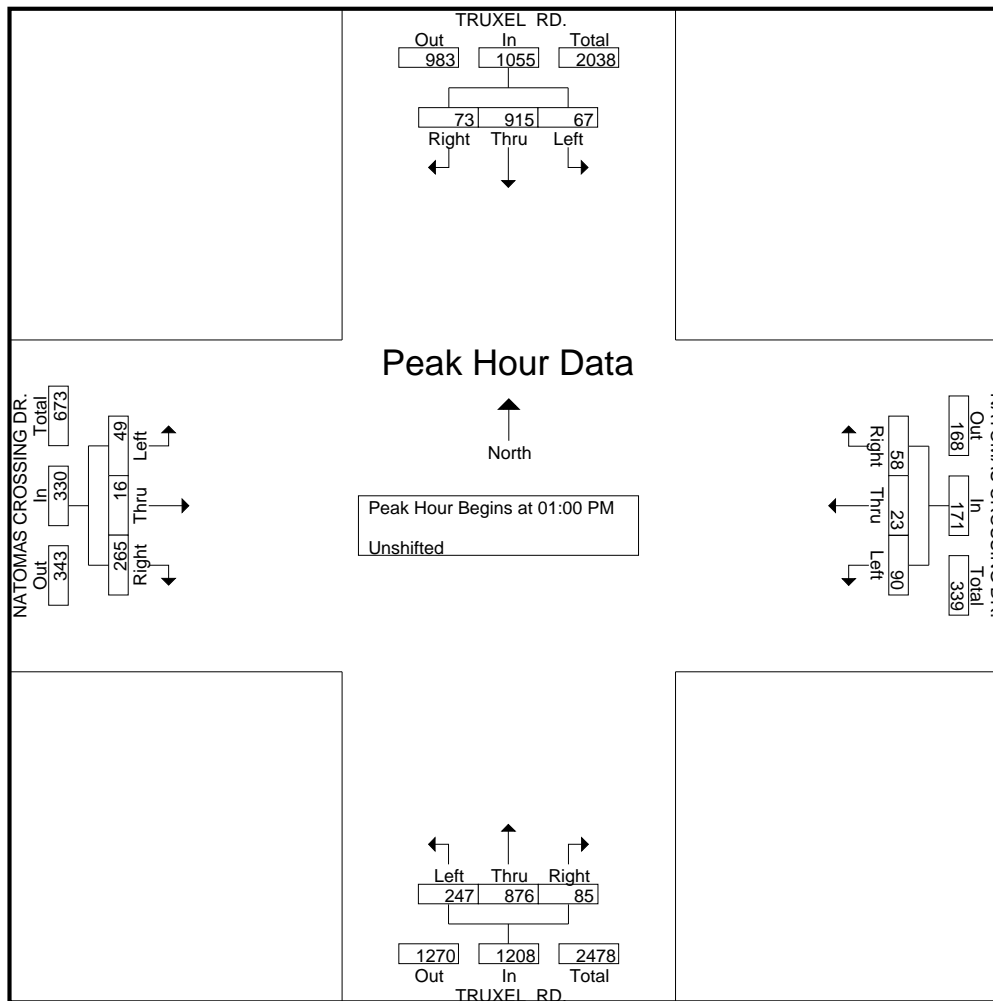 TRUXEL RD.
Out In Total
983 1055 2038
73 915 67
Right Thru Left
Peak Hour Data
North
Peak Hour Begins at 01:00 PM
Unshifted
NATOMAS CROSSING DR.
Total In Out
673 330 343
49 16 265
Left Thru Right
Out In Total
168 171 339
Right Thru Left
58 23 90
Left Thru Right
247 876 85
1270 1208 2478
Out In Total
TRUXEL RD.